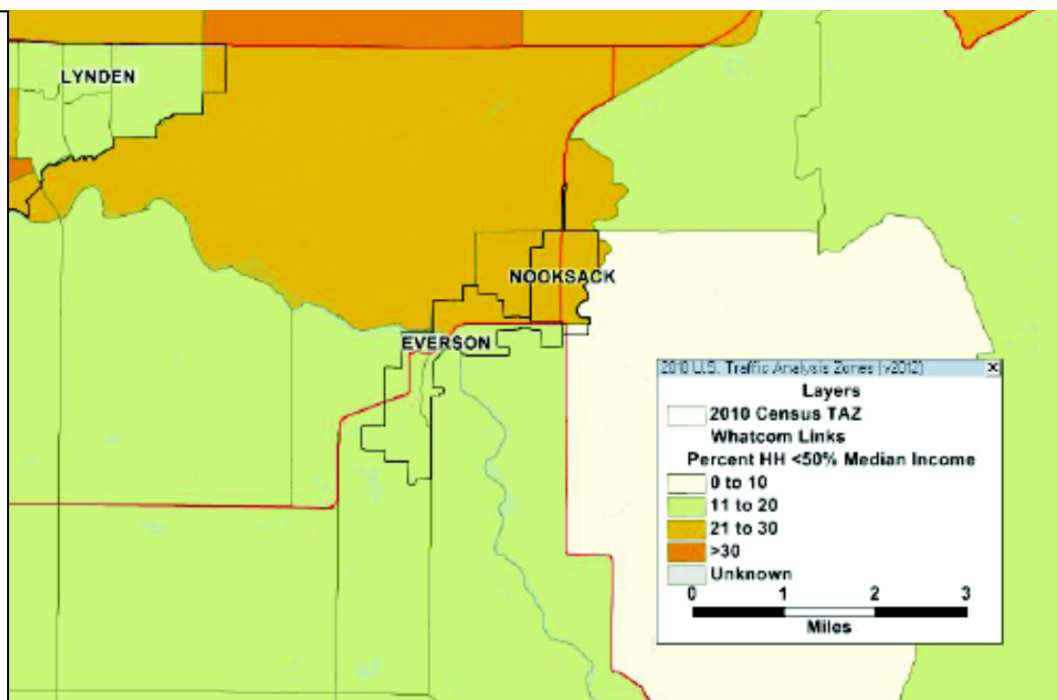 LYNDEN
NOOKSACK
EVERSON
2010 U.S. Traffic Analysis Zones (v2012)
Layers
2010 Census TAZ
Whatcom Links
Percent HH <50% Median Income
0 to 10
11 to 20
21 to 30
>30
Unknown
0 1 2 3
Miles